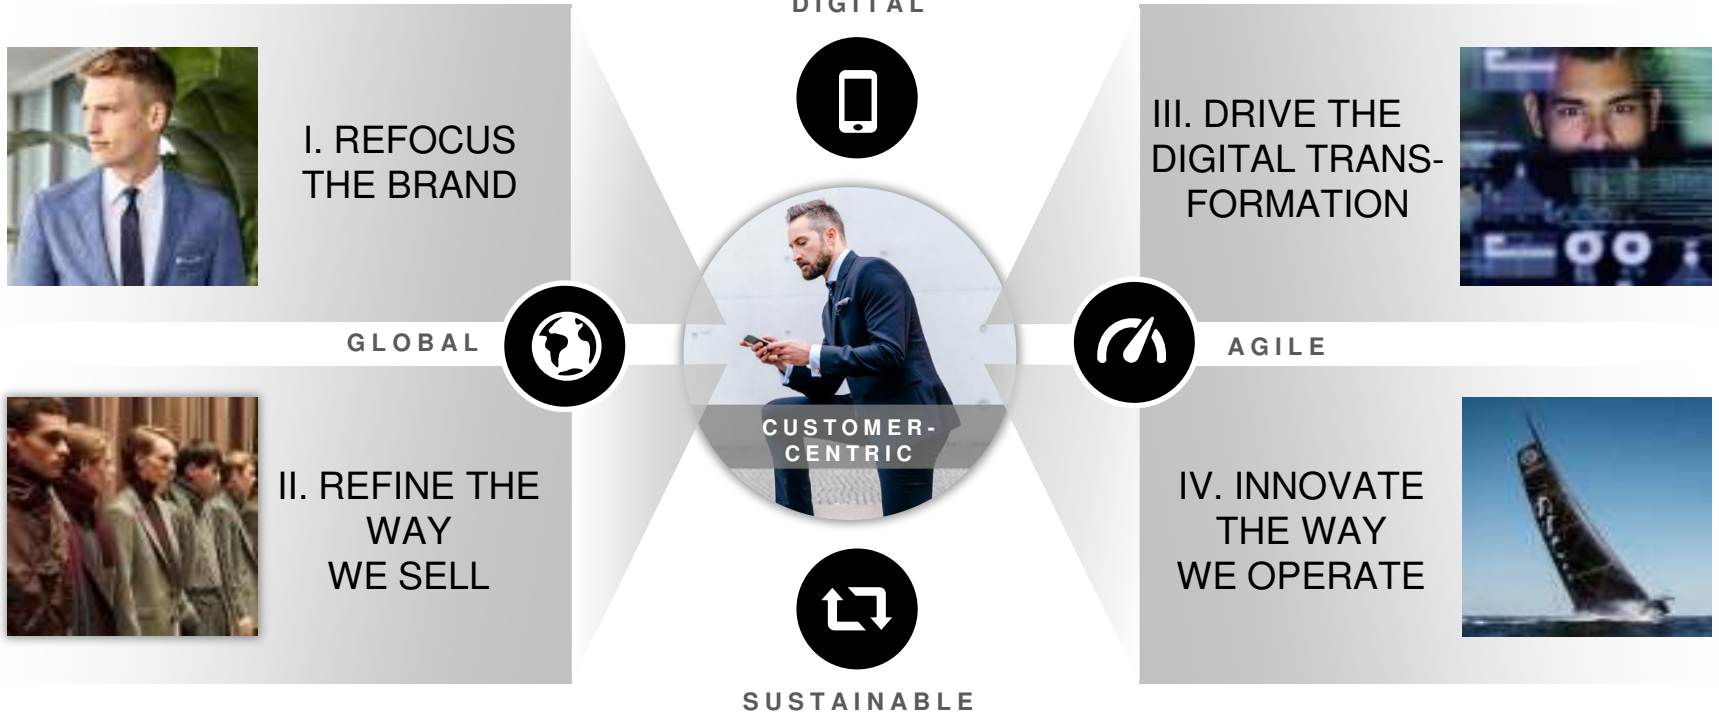 DIGITAL
I. REFOCUS
THE BRAND
III. DRIVE THE
DIGITAL TRANS-
FORMATION
GLOBAL
AGILE
CUSTOMER-
CENTRIC
II. REFINE THE
WAY
WE SELL
IV. INNOVATE
THE WAY
WE OPERATE
SUSTAINABLE